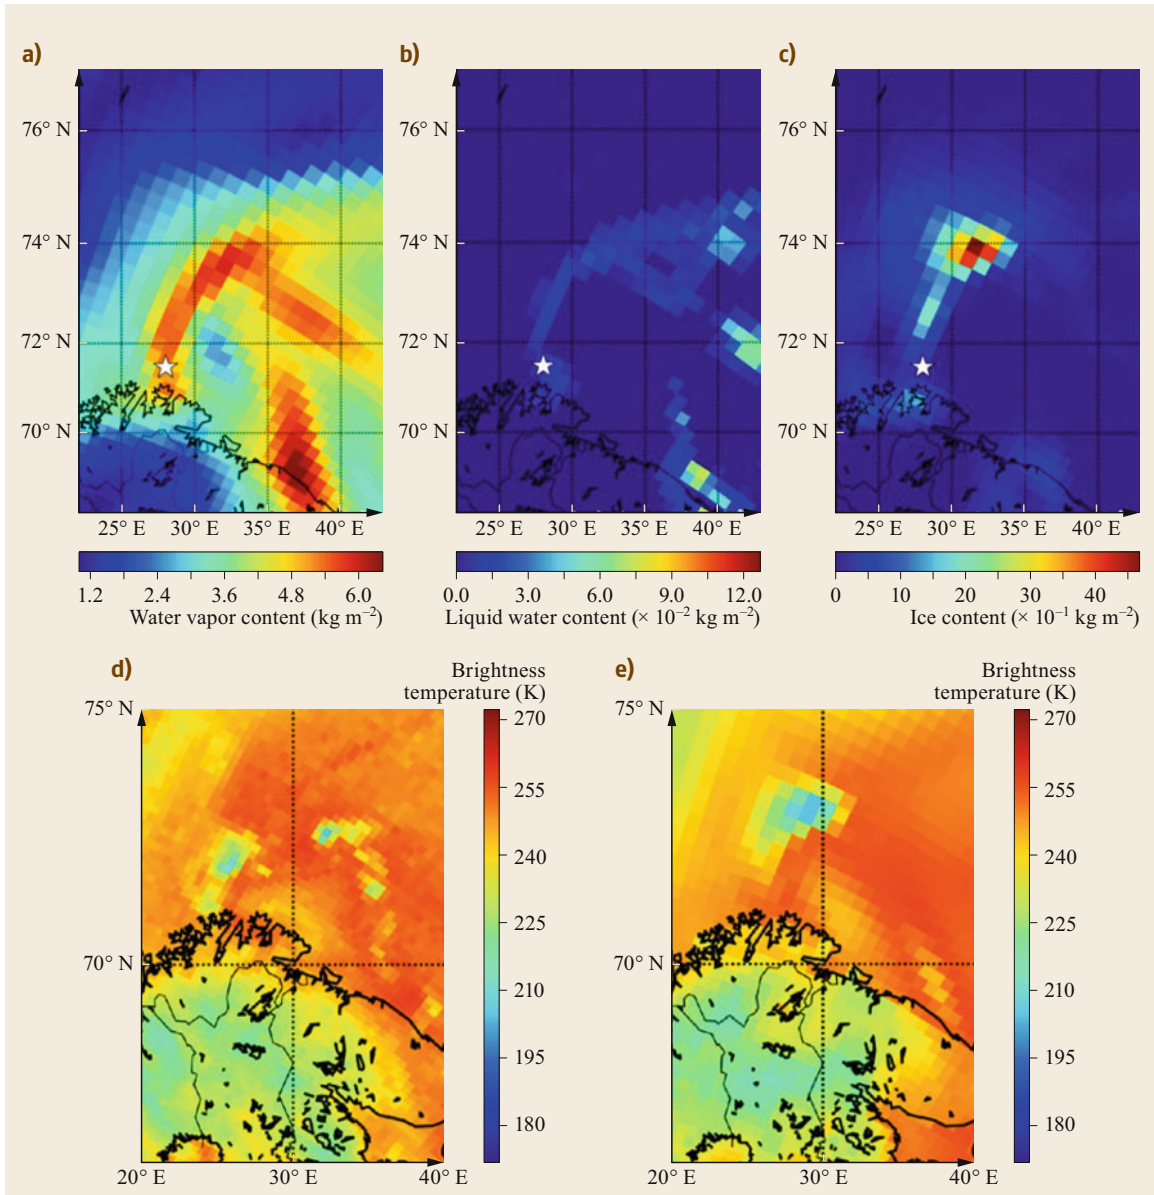 a)
b)
c)
76° N
74° N
72° N
70° N
25° E 30° E 35° E 40° E
1.2 2.4 3.6 4.8 6.0
Water vapor content (kg m–2)
76° N
74° N
72° N
70° N
25° E 30° E 35° E 40° E
0.0 3.0 6.0 9.0 12.0
Liquid water content (× 10–2 kg m–2)
76° N
74° N
72° N
70° N
25° E 30° E 35° E 40° E
0 10 20 30 40
Ice content (× 10–1 kg m–2)
d)
Brightness
temperature (K)
75° N
70° N
20° E 30° E 40° E
270
255
240
225
210
195
180
e)
Brightness
temperature (K)
75° N
70° N
20° E 30° E 40° E
270
255
240
225
210
195
180